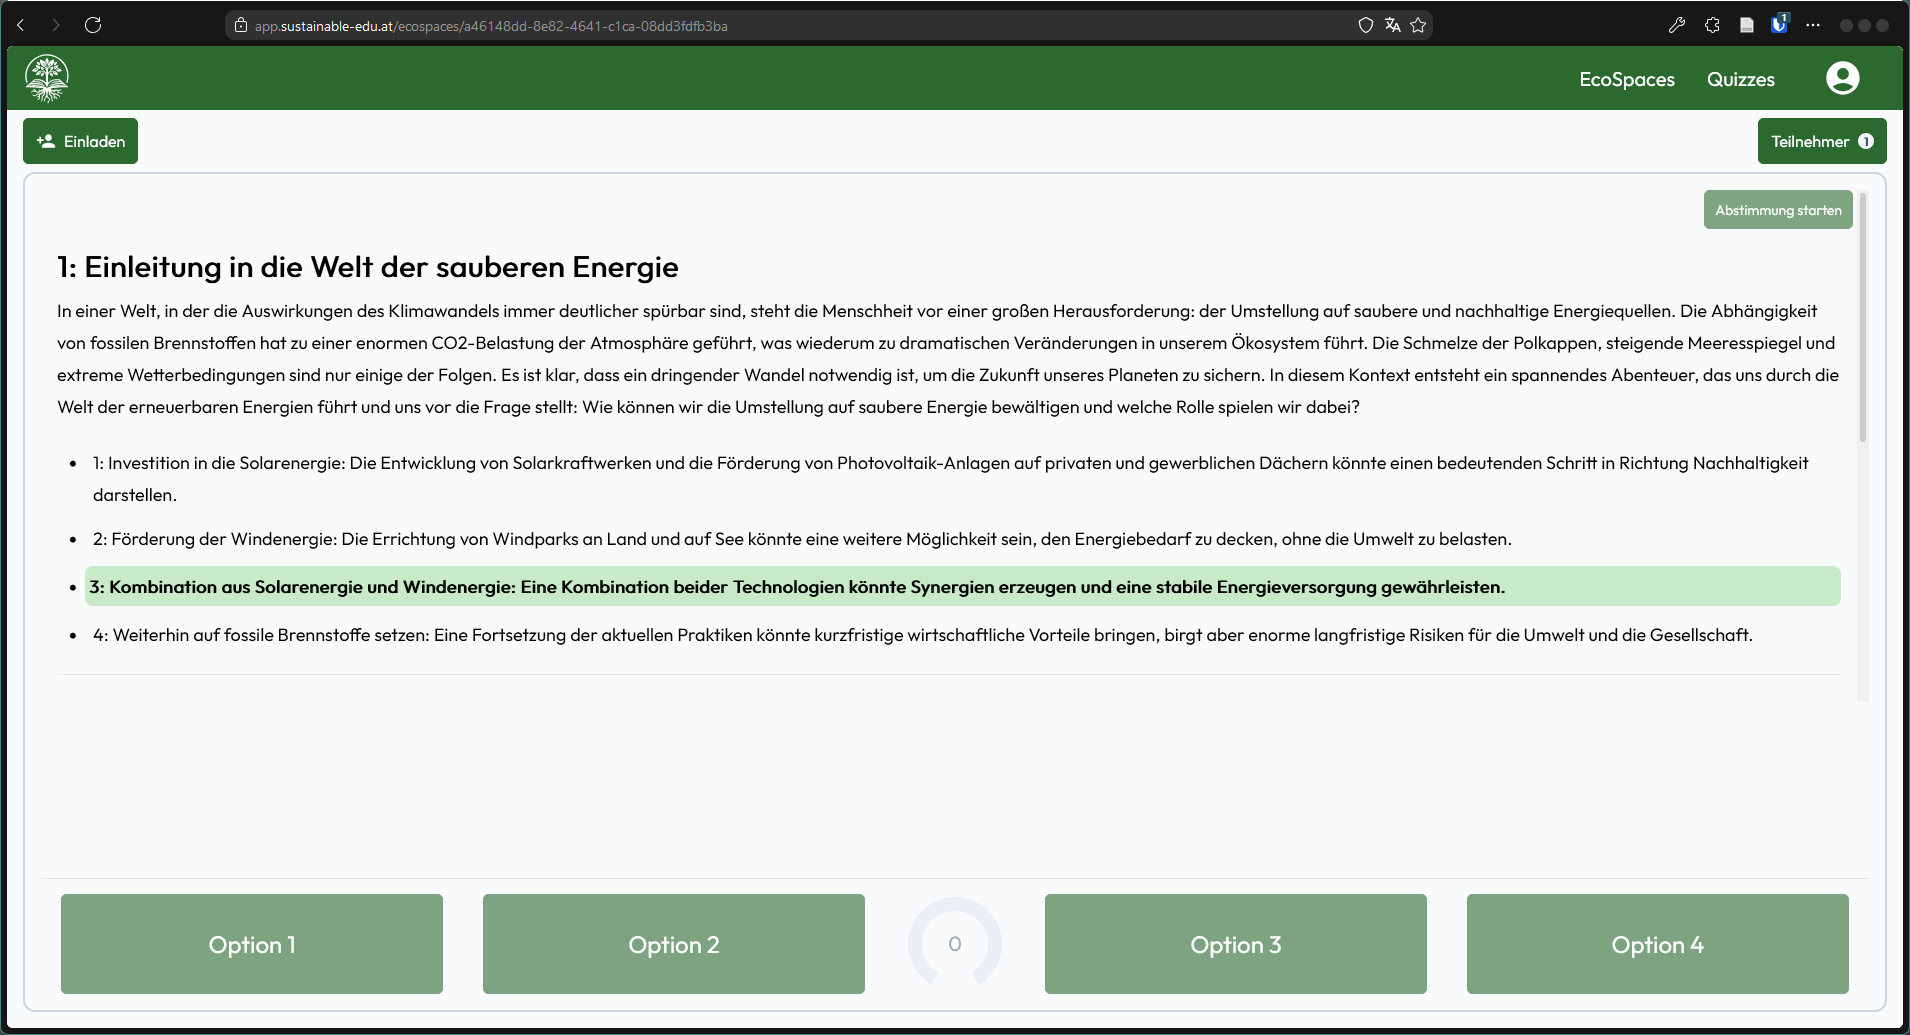 app.sustainable-edu.at/ecospaces/a46148dd-8e82-4641-c1ca-08dd3fdfb3ba
1
EcoSpaces
Quizzes
Einladen
Teilnehmer 1
Abstimmung starten
1: Einleitung in die Welt der sauberen Energie
In einer Welt, in der die Auswirkungen des Klimawandels immer deutlicher spürbar sind, steht die Menschheit vor einer großen Herausforderung: der Umstellung auf saubere und nachhaltige Energiequellen. Die Abhängigkeit
von fossilen Brennstoffen hat zu einer enormen CO2-Belastung der Atmosphäre geführt, was wiederum zu dramatischen Veränderungen in unserem Ökosystem führt. Die Schmelze der Polkappen, steigende Meeresspiegel und
extreme Wetterbedingungen sind nur einige der Folgen. Es ist klar, dass ein dringender Wandel notwendig ist, um die Zukunft unseres Planeten zu sichern. In diesem Kontext entsteht ein spannendes Abenteuer, das uns durch die
Welt der erneuerbaren Energien führt und uns vor die Frage stellt: Wie können wir die Umstellung auf saubere Energie bewältigen und welche Rolle spielen wir dabei?
• 1: Investition in die Solarenergie: Die Entwicklung von Solarkraftwerken und die Förderung von Photovoltaik-Anlagen auf privaten und gewerblichen Dächern könnte einen bedeutenden Schritt in Richtung Nachhaltigkeit
darstellen.
• 2: Förderung der Windenergie: Die Errichtung von Windparks an Land und auf See könnte eine weitere Möglichkeit sein, den Energiebedarf zu decken, ohne die Umwelt zu belasten.
• 3: Kombination aus Solarenergie und Windenergie: Eine Kombination beider Technologien könnte Synergien erzeugen und eine stabile Energieversorgung gewährleisten.
• 4: Weiterhin auf fossile Brennstoffe setzen: Eine Fortsetzung der aktuellen Praktiken könnte kurzfristige wirtschaftliche Vorteile bringen, birgt aber enorme langfristige Risiken für die Umwelt und die Gesellschaft.
Option 1
Option 2
0
Option 3
Option 4